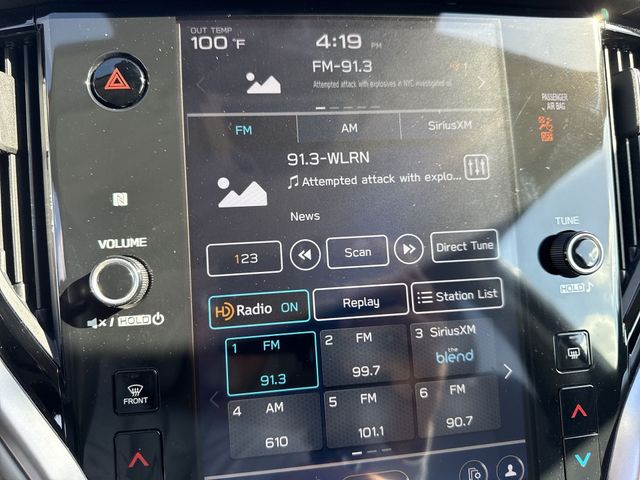 OUT TEMP
100 °F
4:19 PM
FM-91.3
Attempted attack with explosives in NYC investigated
PASSENGER
AIR BAG
FM
AM
SiriusXM
91.3-WLRN
Attempted attack with explo...
News
N
VOLUME
HOLD
TUNE
HOLD
123
Scan
Direct Tune
HD Radio ON
Replay
Station List
1 FM
91.3
2 FM
99.7
3 SiriusXM
the blend
4 AM
610
5 FM
101.1
6 FM
90.7
FRONT